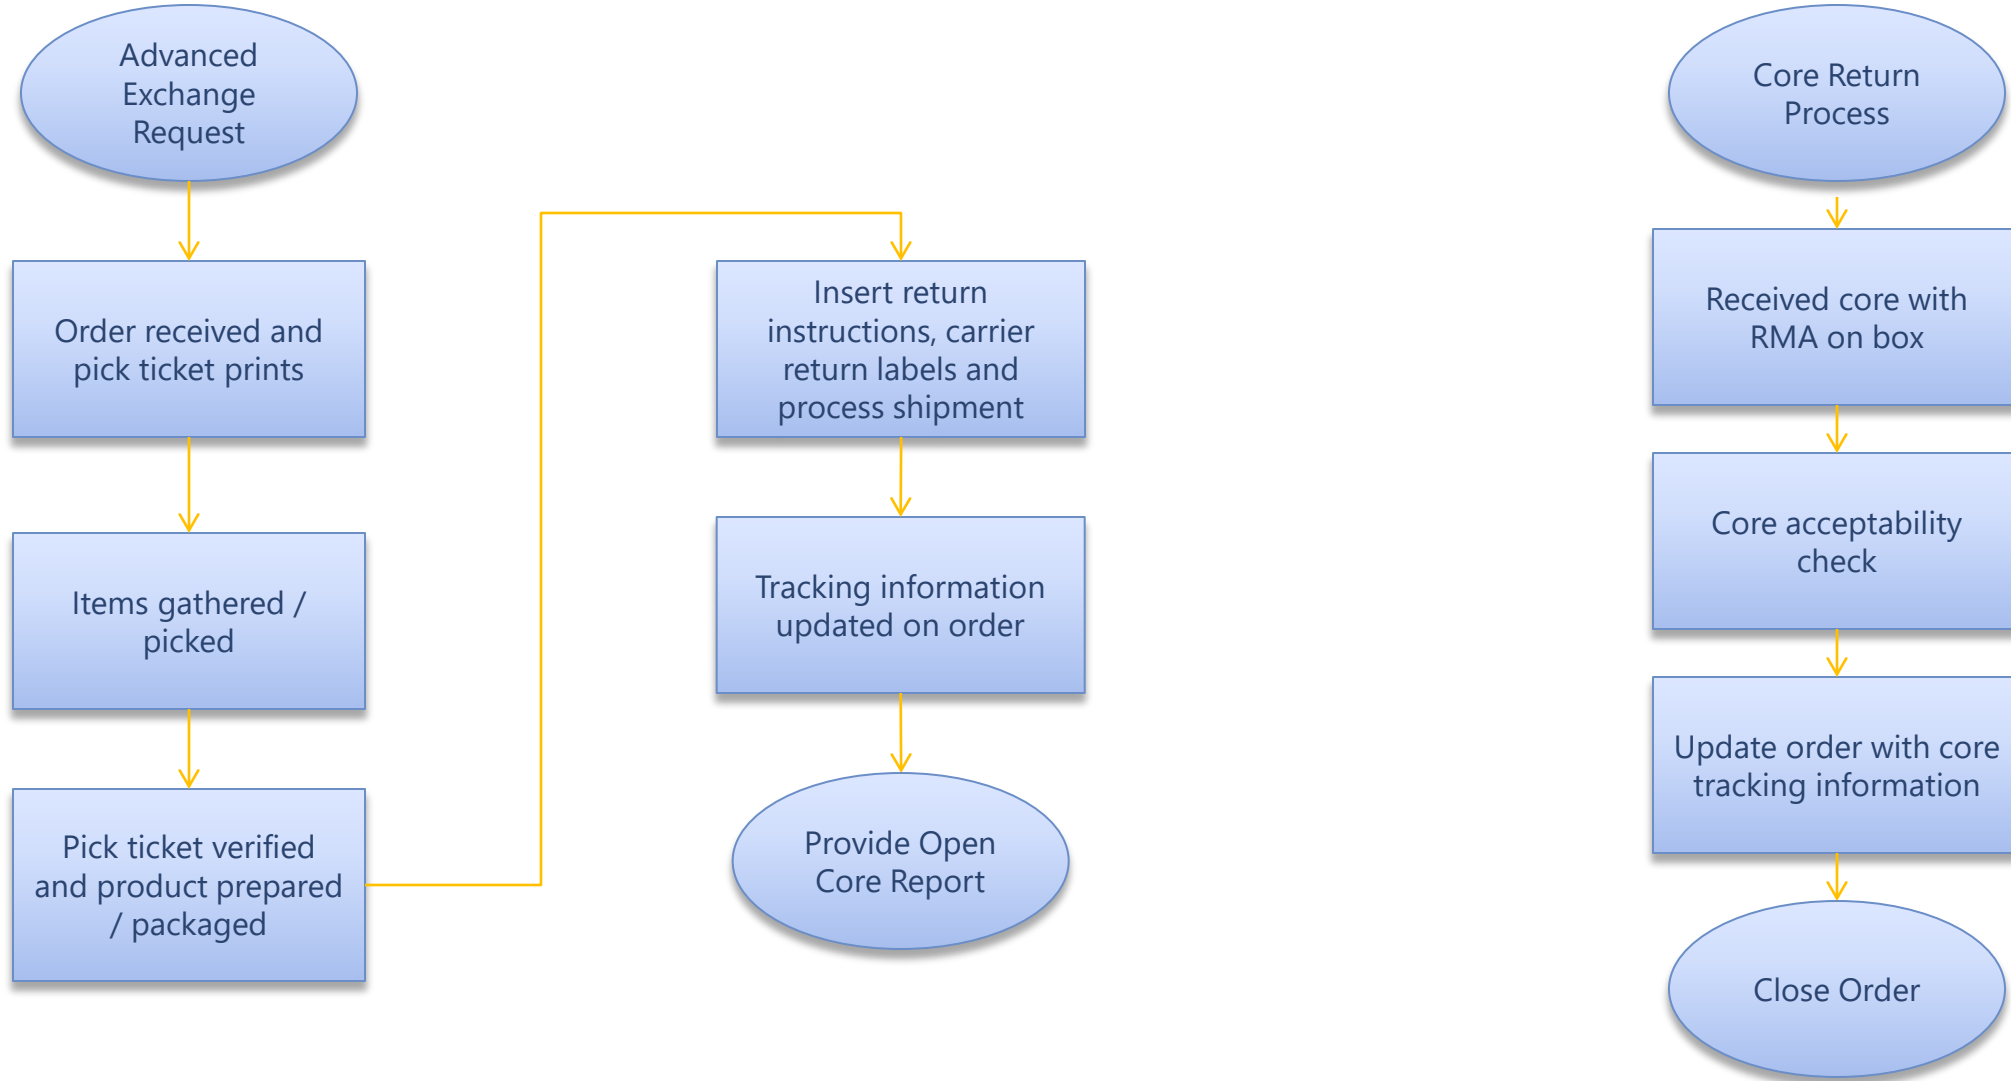 Advanced
Exchange
Request
Order received and
pick ticket prints
Items gathered /
picked
Pick ticket verified
and product prepared
/ packaged
Insert return
instructions, carrier
return labels and
process shipment
Tracking information
updated on order
Provide Open
Core Report
Core Return
Process
Received core with
RMA on box
Core acceptability
check
Update order with core
tracking information
Close Order